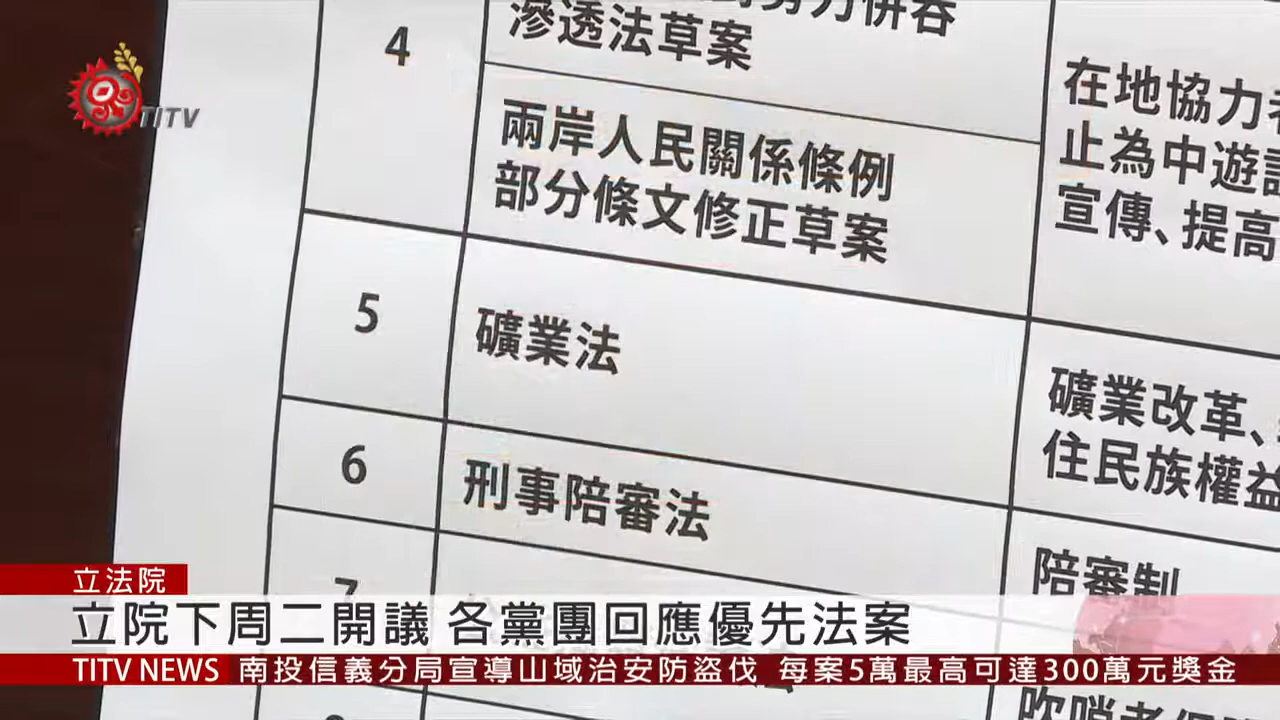 4
滲透法草案
在地協力
兩岸人民關係條例
部分條文修正草案
止為中遊
宣傳、提高
5
礦業法
礦業改革、
住民族權益
6
刑事陪審法
陪審制
7
TITV
立法院
立院下周二開議 各黨團回應優先法案
TITV NEWS 南投信義分局宣導山域治安防盜伐 每案5萬最高可達300萬元獎金